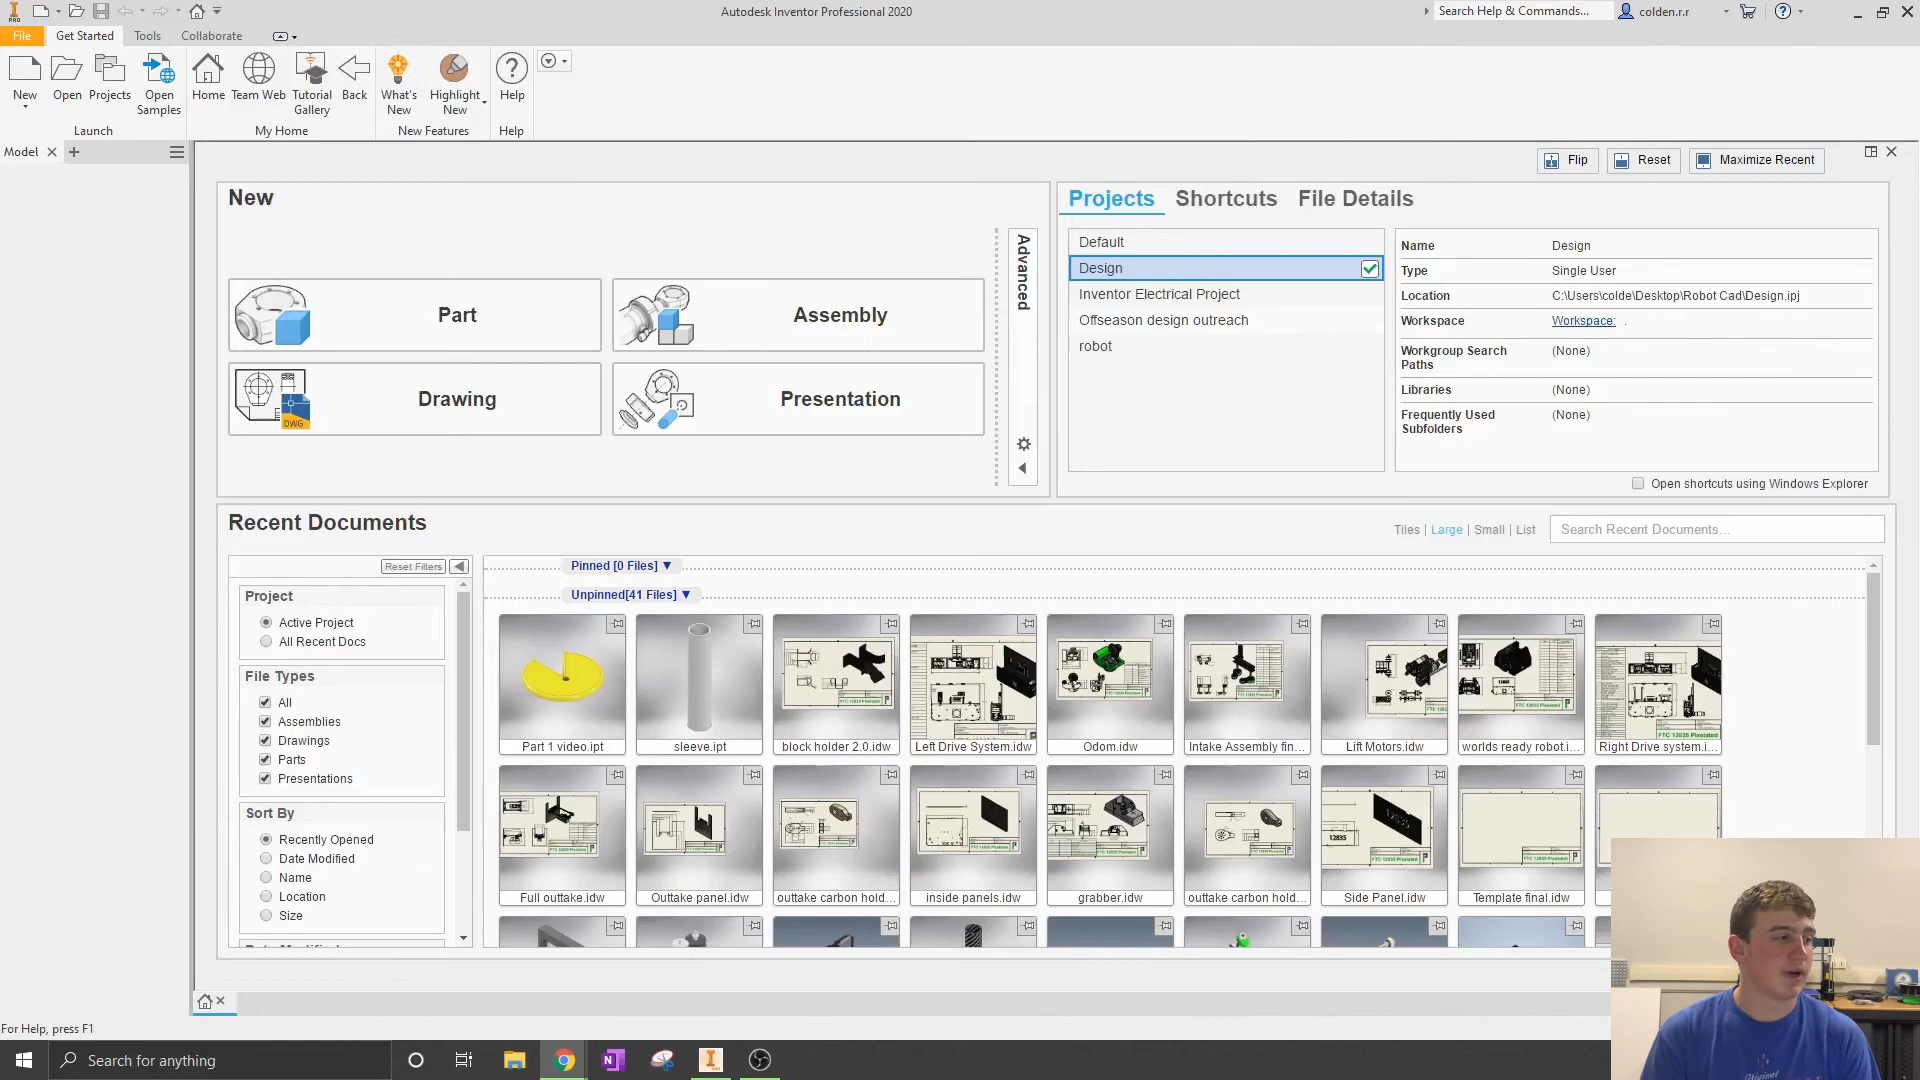 Autodesk Inventor Professional 2020
Search Help & Commands...
colden.r.r
File
Get Started
Tools
Collaborate
New
Open
Projects
Open Samples
Home
Team Web
Tutorial Gallery
Back
What's New
Highlight New
Help
Launch
My Home
New Features
Help
Model
Flip
Reset
Maximize Recent
New
Part
Assembly
Drawing
DWG
Presentation
Advanced
Projects
Shortcuts
File Details
Default
Design
Inventor Electrical Project
Offseason design outreach
robot
Name Design
Type Single User
Location C:\Users\colde\Desktop\Robot Cad\Design.ipj
Workspace Workspace: .
Workgroup Search Paths (None)
Libraries (None)
Frequently Used Subfolders (None)
Open shortcuts using Windows Explorer
Recent Documents
Tiles | Large | Small | List
Search Recent Documents...
Reset Filters
Project
Active Project
All Recent Docs
File Types
All
Assemblies
Drawings
Parts
Presentations
Sort By
Recently Opened
Date Modified
Name
Location
Size
Pinned [0 Files]
Unpinned[41 Files]
Part 1 video.ipt
sleeve.ipt
block holder 2.0.idw
Left Drive System.idw
Odom.idw
Intake Assembly fin...
Lift Motors.idw
worlds ready robot.i...
Right Drive system.i...
Full outtake.idw
Outtake panel.idw
outtake carbon hold...
inside panels.idw
grabber.idw
outtake carbon hold...
Side Panel.idw
Template final.idw
For Help, press F1
Search for anything
Original